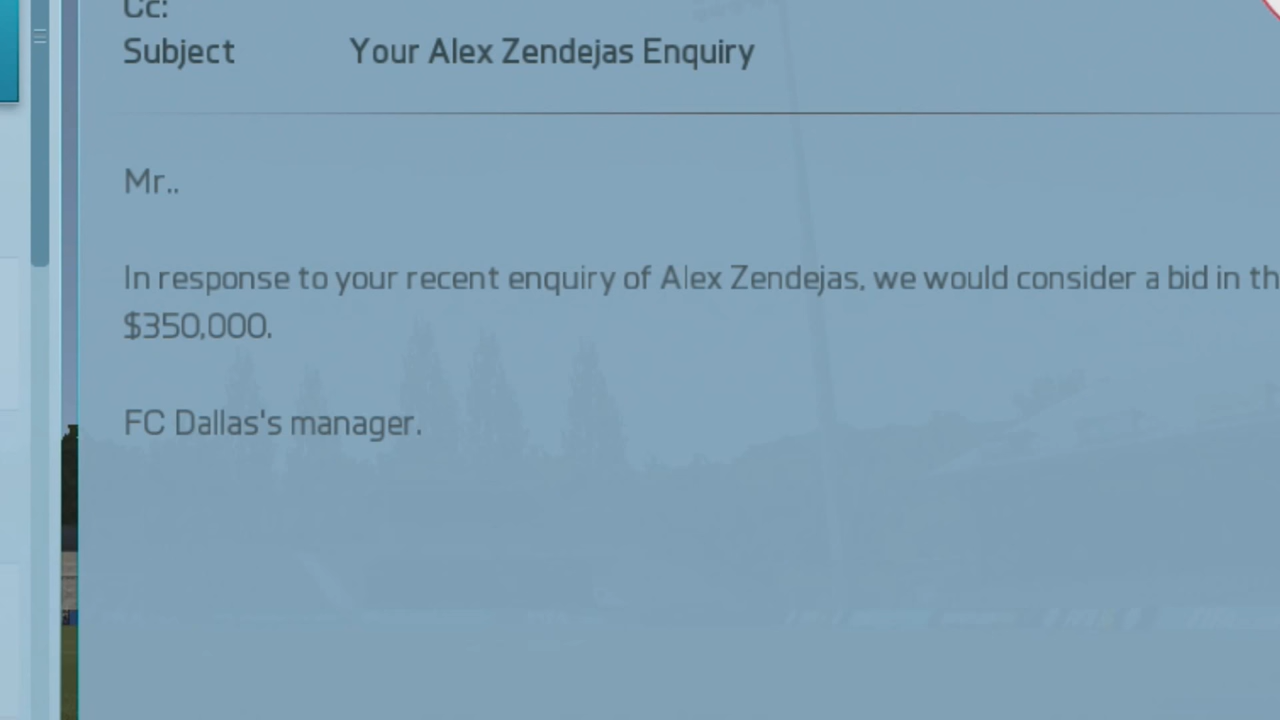 Cc:
Subject Your Alex Zendejas Enquiry
Mr..
In response to your recent enquiry of Alex Zendejas, we would consider a bid in th
$350,000.
FC Dallas's manager.